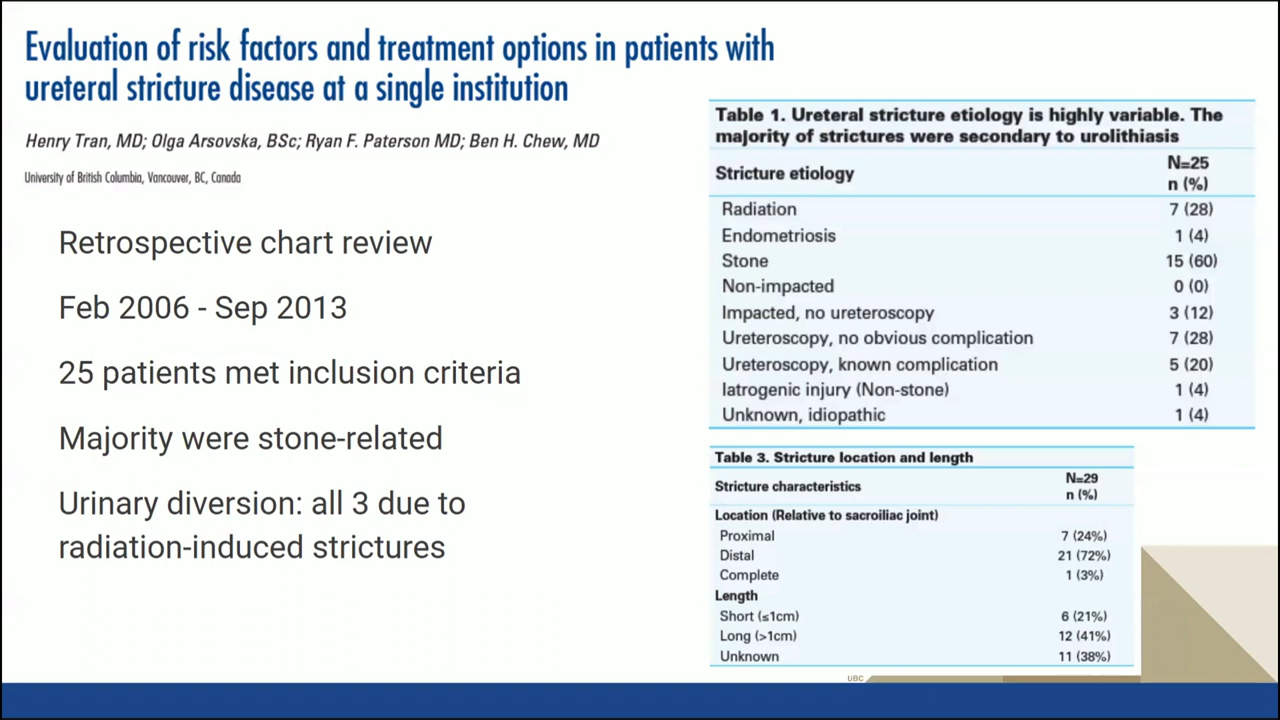 Evaluation of risk factors and treatment options in patients with
ureteral stricture disease at a single institution
Henry Tran, MD; Olga Arsovska, BSc; Ryan F. Paterson MD; Ben H. Chew, MD
University of British Columbia, Vancouver, BC, Canada
Retrospective chart review
Feb 2006 - Sep 2013
25 patients met inclusion criteria
Majority were stone-related
Urinary diversion: all 3 due to
radiation-induced strictures
Table 1. Ureteral stricture etiology is highly variable. The
majority of strictures were secondary to urolithiasis
Stricture etiology N=25
n (%)
Radiation 7 (28)
Endometriosis 1 (4)
Stone 15 (60)
Non-impacted 0 (0)
Impacted, no ureteroscopy 3 (12)
Ureteroscopy, no obvious complication 7 (28)
Ureteroscopy, known complication 5 (20)
Iatrogenic injury (Non-stone) 1 (4)
Unknown, idiopathic 1 (4)
Table 3. Stricture location and length
Stricture characteristics N=29
n (%)
Location (Relative to sacroiliac joint)
Proximal 7 (24%)
Distal 21 (72%)
Complete 1 (3%)
Length
Short (≤1cm) 6 (21%)
Long (>1cm) 12 (41%)
Unknown 11 (38%)
UBC